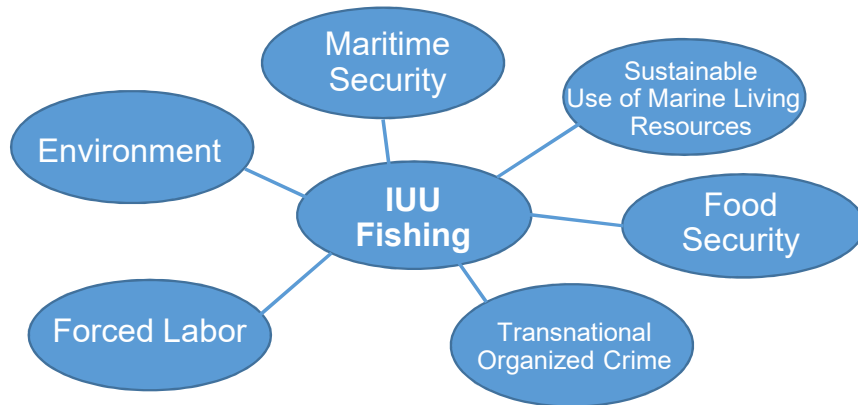 Maritime
Security
Sustainable
Use of Marine Living
Resources
Environment
IUU
Fishing
Food
Security
Forced Labor
Transnational
Organized Crime